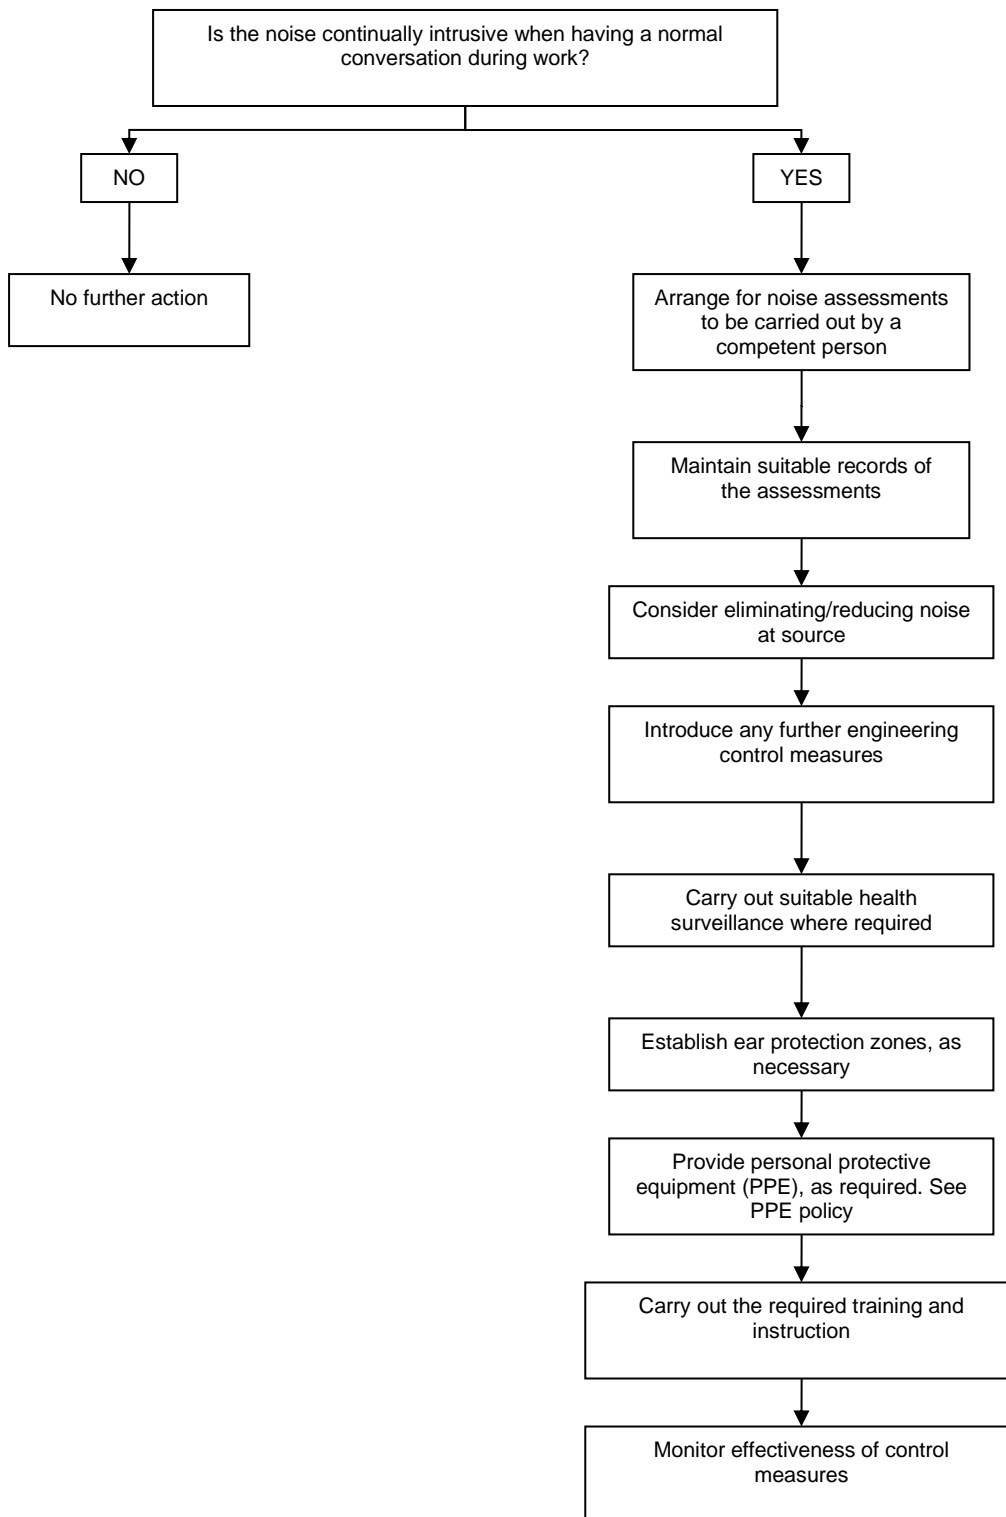 Is the noise continually intrusive when having a normal
conversation during work?
NO
YES
No further action
Arrange for noise assessments
to be carried out by a
competent person
Maintain suitable records of
the assessments
Consider eliminating/reducing noise
at source
Introduce any further engineering
control measures
Carry out suitable health
surveillance where required
Establish ear protection zones, as
necessary
Provide personal protective
equipment (PPE), as required. See
PPE policy
Carry out the required training and
instruction
Monitor effectiveness of control
measures